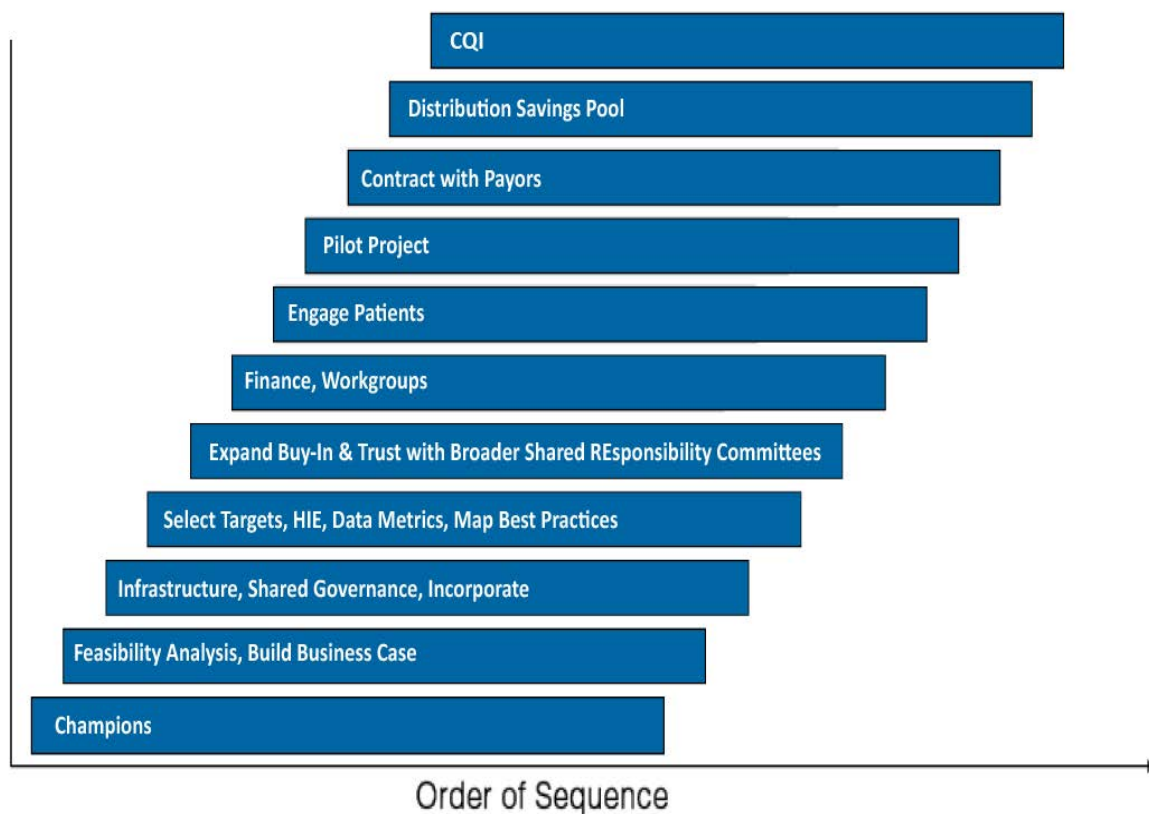 CQI
Distribution Savings Pool
Contract with Payors
Pilot Project
Engage Patients
Finance, Workgroups
Expand Buy-In & Trust with Broader Shared REsponsibility Committees
Select Targets, HIE, Data Metrics, Map Best Practices
Infrastructure, Shared Governance, Incorporate
Feasibility Analysis, Build Business Case
Champions
Order of Sequence